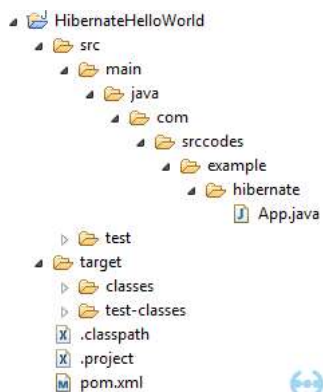 HibernateHelloWorld
src
main
java
com
srccodes
example
hibernate
App.java
test
target
classes
test-classes
.classpath
.project
pom.xml